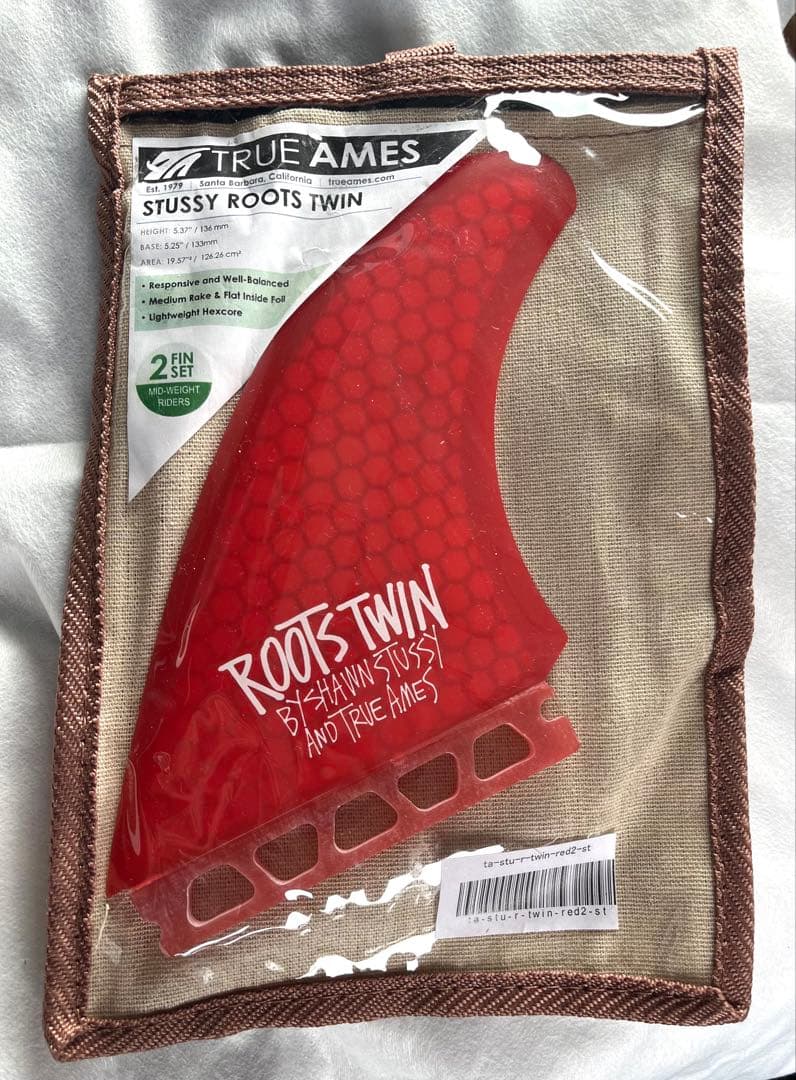 TRUE AMES
Est. 1979 | Santa Barbara, California | trueames.com
STUSSY ROOTS TWIN
HEIGHT: 5.37" / 136 mm
BASE: 5.25" / 133mm
AREA: 19.57"² / 126.26 cm²
• Responsive and Well-Balanced
• Medium Rake & Flat Inside Foil
• Lightweight Hexcore
2 FIN SET
MID-WEIGHT
RIDERS
ROOTS TWIN
BY SHAWN STUSSY
AND TRUE AMES
ta-stu-r-twin-red2-st
ta-stu-r-twin-red2-st